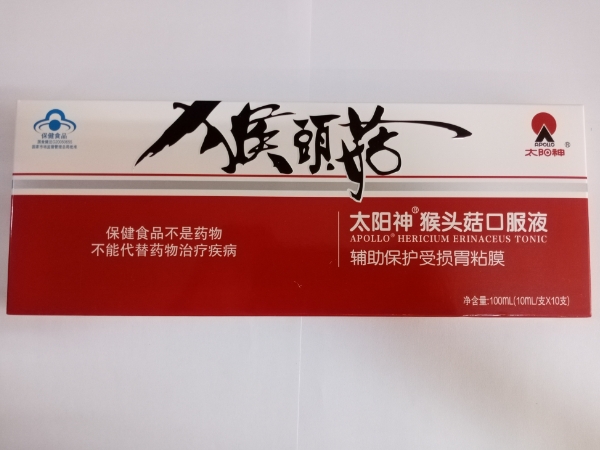 猴頭菇
保健食品
APOLLO
太阳神®
太阳神®猴头菇口服液
APOLLO® HERICIUM ERINACEUS TONIC
辅助保护受损胃粘膜
保健食品不是药物
不能代替药物治疗疾病
净含量:100mL(10mL/支X10支)